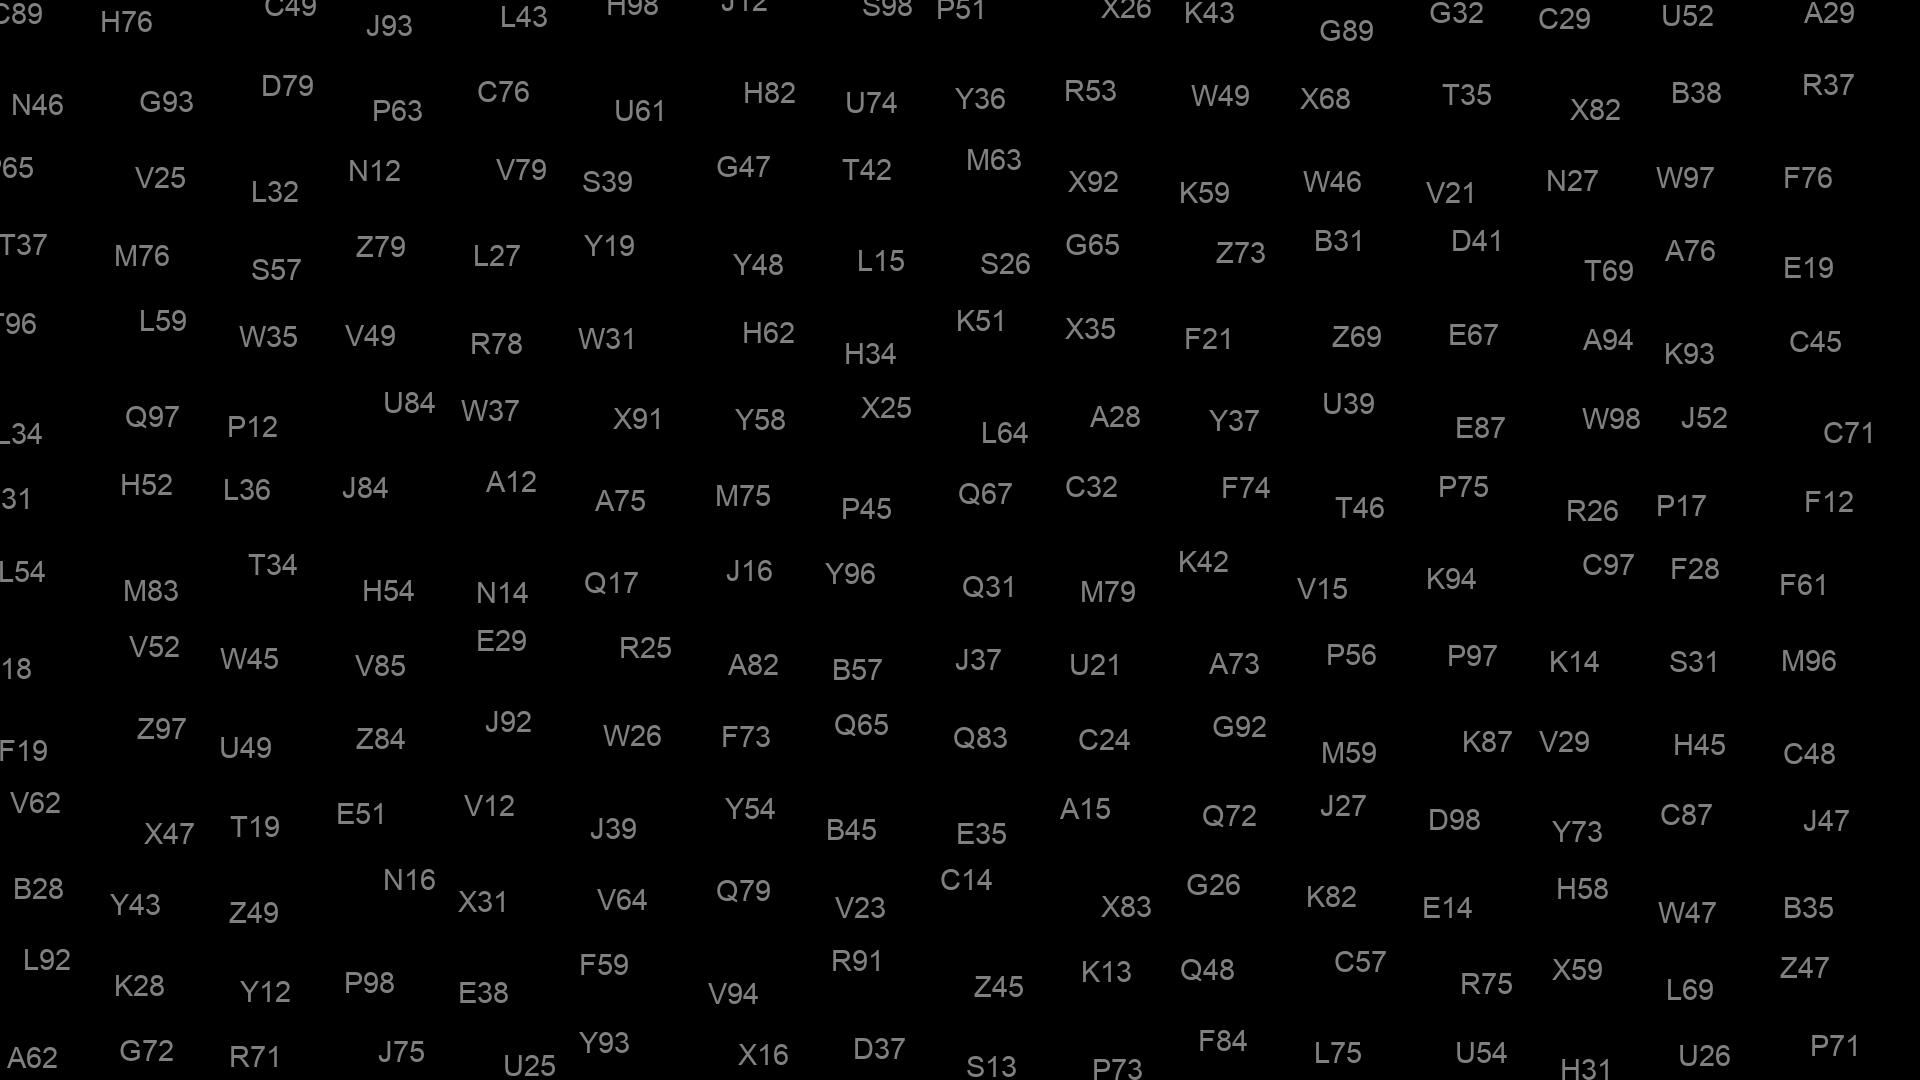 C89 H76 C49 J93 L43 H98 J12 S98 P51 X26 K43 G89 G32 C29 U52 A29
N46 G93 D79 P63 C76 U61 H82 U74 Y36 R53 W49 X68 T35 X82 B38 R37
65 V25 L32 N12 V79 S39 G47 T42 M63 X92 K59 W46 V21 N27 W97 F76
T37 M76 S57 Z79 L27 Y19 Y48 L15 S26 G65 Z73 B31 D41 T69 A76 E19
96 L59 W35 V49 R78 W31 H62 H34 K51 X35 F21 Z69 E67 A94 K93 C45
L34 Q97 P12 U84 W37 X91 Y58 X25 L64 A28 Y37 U39 E87 W98 J52 C71
31 H52 L36 J84 A12 A75 M75 P45 Q67 C32 F74 T46 P75 R26 P17 F12
L54 M83 T34 H54 N14 Q17 J16 Y96 Q31 M79 K42 V15 K94 C97 F28 F61
18 V52 W45 V85 E29 R25 A82 B57 J37 U21 A73 P56 P97 K14 S31 M96
F19 Z97 U49 Z84 J92 W26 F73 Q65 Q83 C24 G92 M59 K87 V29 H45 C48
V62 X47 T19 E51 V12 J39 Y54 B45 E35 A15 Q72 J27 D98 Y73 C87 J47
B28 Y43 Z49 N16 X31 V64 Q79 V23 C14 X83 G26 K82 E14 H58 W47 B35
L92 K28 Y12 P98 E38 F59 V94 R91 Z45 K13 Q48 C57 R75 X59 L69 Z47
A62 G72 R71 J75 U25 Y93 X16 D37 S13 P73 F84 L75 U54 H31 U26 P71